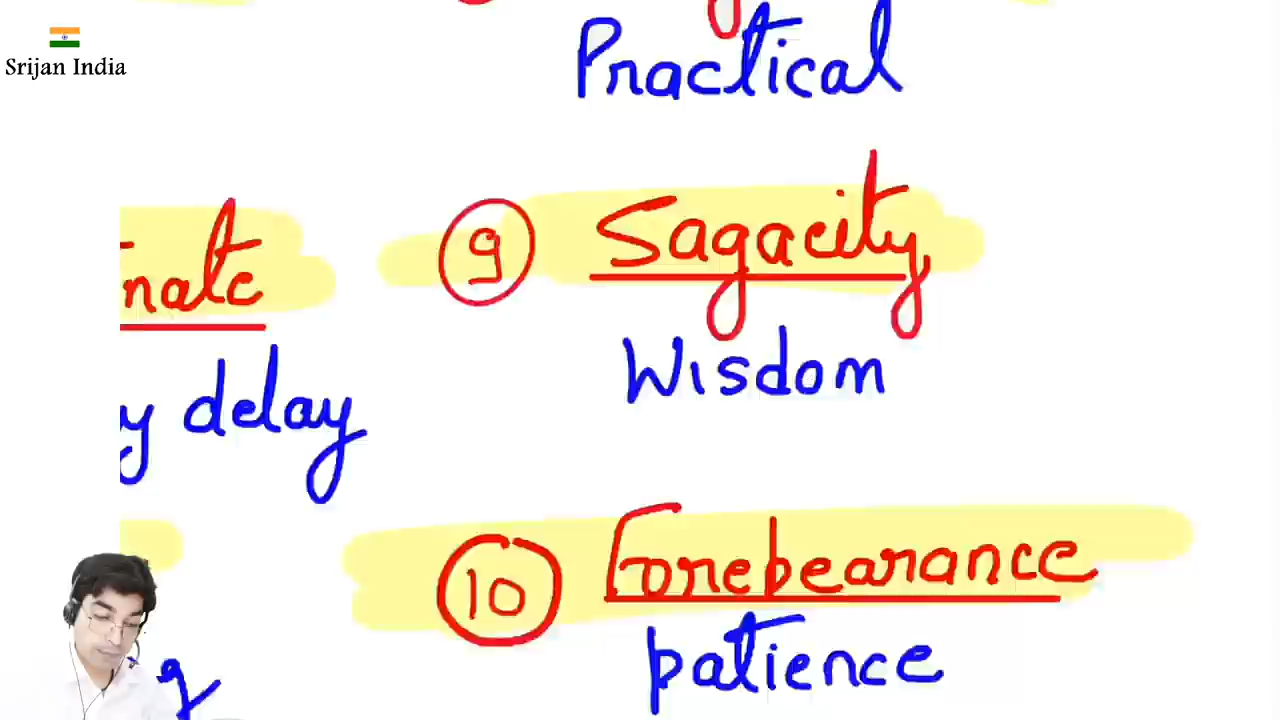 Srijan India
Practical
9 Sagacity
nate
Wisdom
y delay
10 Forebearance
patience